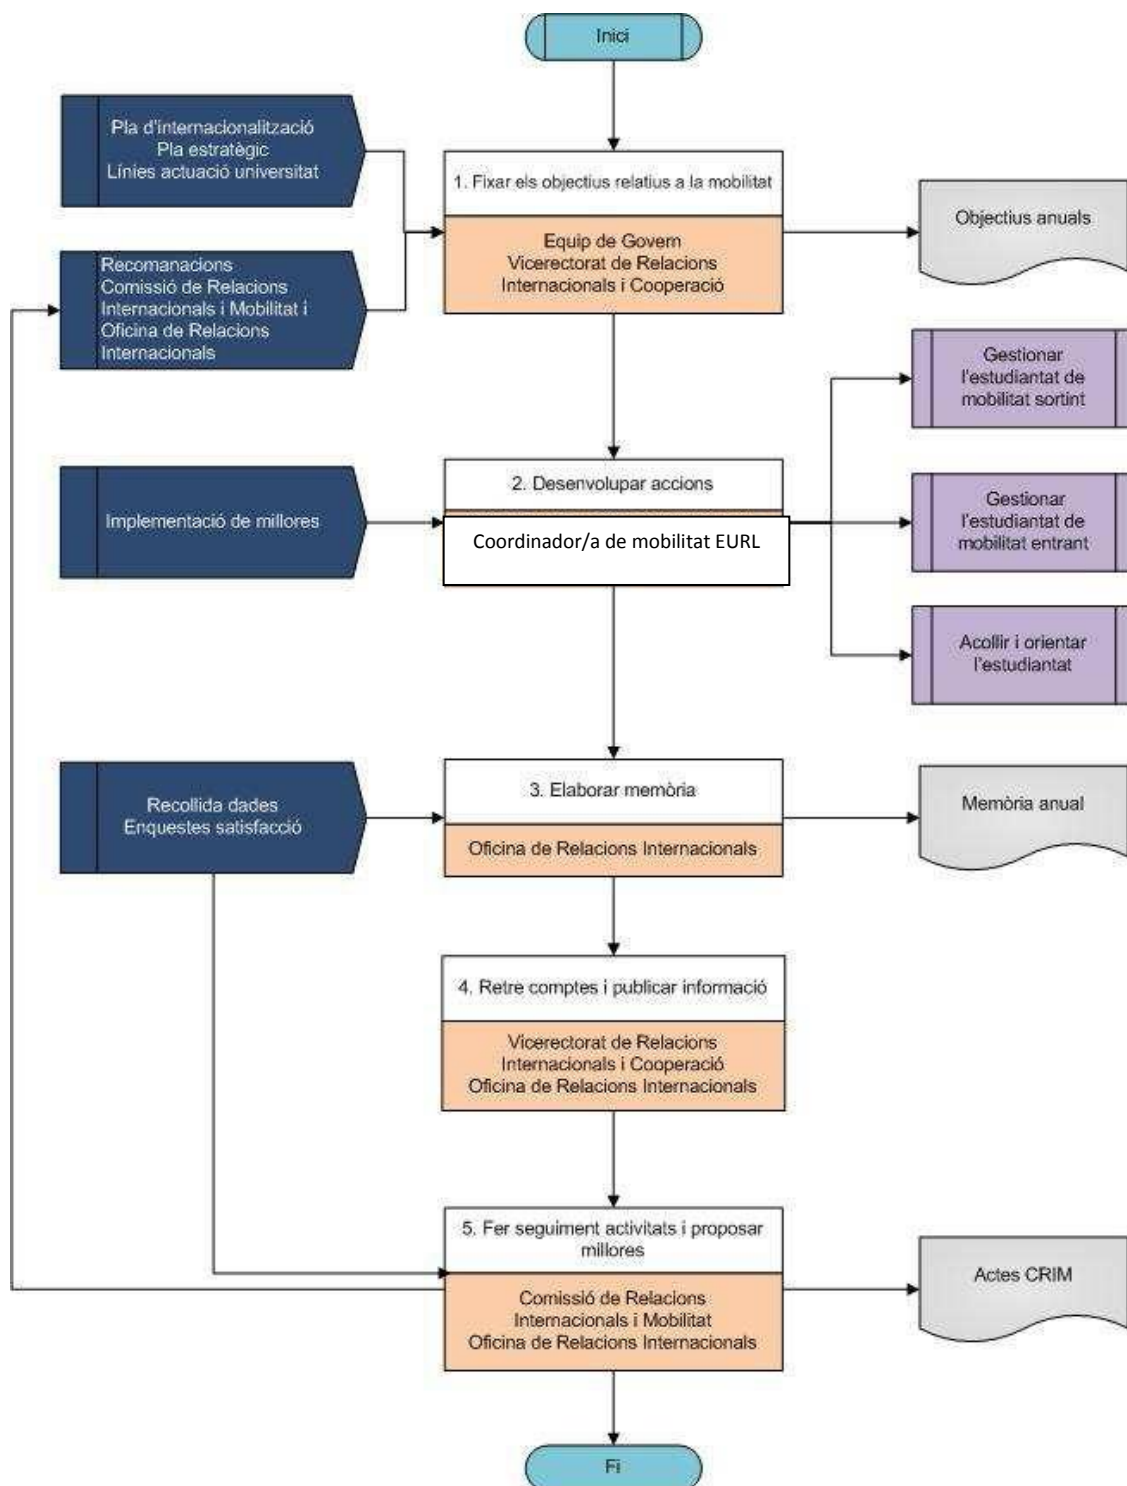 Inici
Pla d'internacionalització
Pla estratègic
Línies actuació universitat
1. Fixar els objectius relatius a la mobilitat
Equip de Govern
Vicerectorat de Relacions
Internacionals i Cooperació
Objectius anuals
Recomanacions
Comissió de Relacions
Internacionals i Mobilitat i
Oficina de Relacions
Internacionals
Gestionar
l'estudiantat de
mobilitat sortint
Implementació de millores
2. Desenvolupar accions
Coordinador/a de mobilitat EURL
Gestionar
l'estudiantat de
mobilitat entrant
Acollir i orientar
l'estudiantat
Recollida dades
Enquestes satisfacció
3. Elaborar memòria
Oficina de Relacions Internacionals
Memòria anual
4. Retre comptes i publicar informació
Vicerectorat de Relacions
Internacionals i Cooperació
Oficina de Relacions Internacionals
5. Fer seguiment activitats i proposar
millores
Comissió de Relacions
Internacionals i Mobilitat
Oficina de Relacions Internacionals
Actes CRIM
Fi